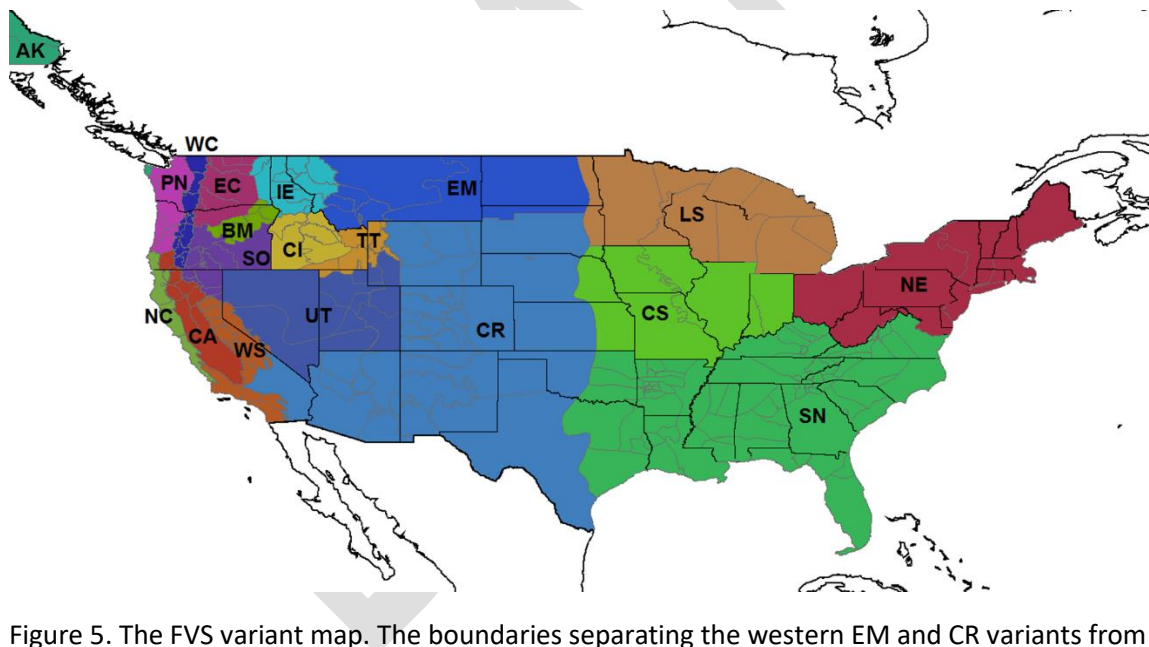 AK
WC
PN
EC
IE
EM
BM
LS
SO
CI
TT
NE
NC
CA
WS
UT
CR
CS
SN
Figure 5. The FVS variant map. The boundaries separating the western EM and CR variants from